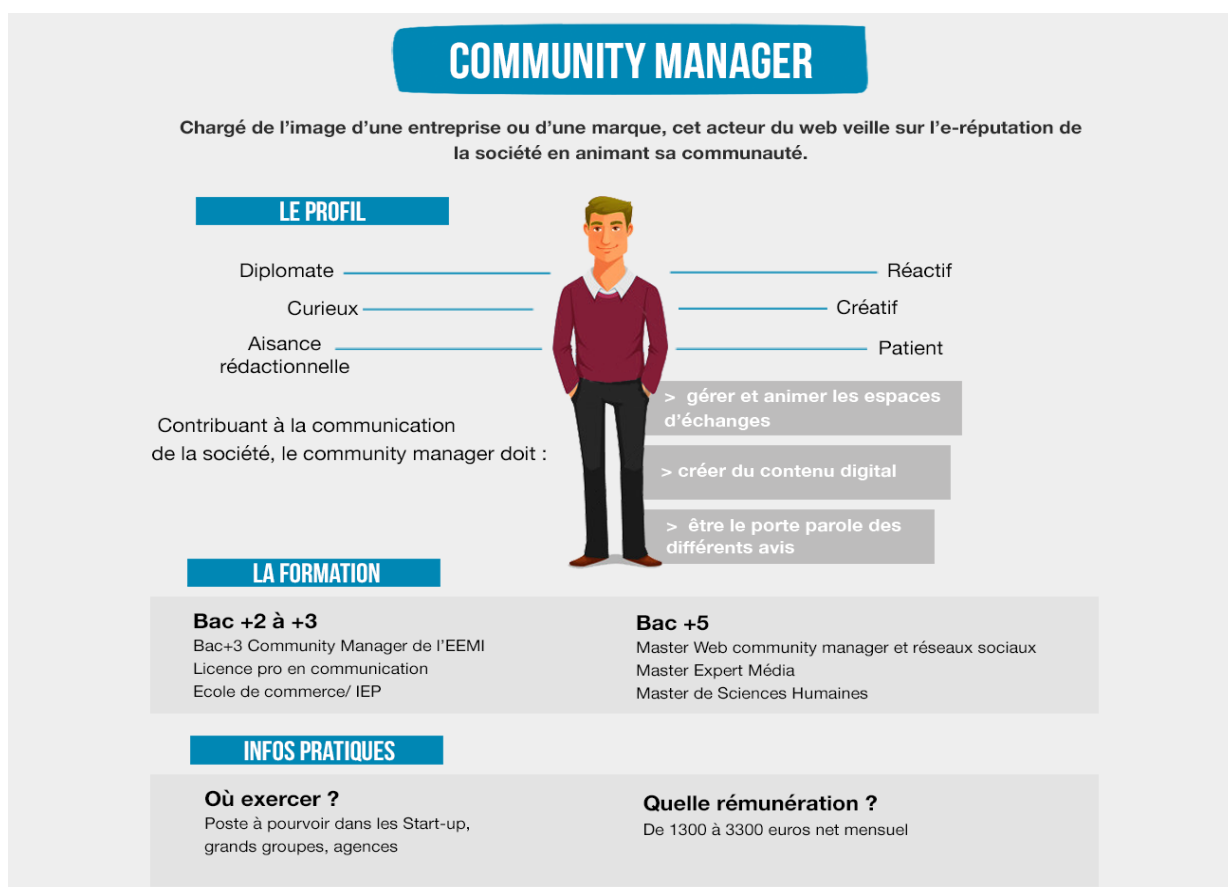 COMMUNITY MANAGER
Chargé de l'image d'une entreprise ou d'une marque, cet acteur du web veille sur l'e-réputation de
la société en animant sa communauté.
LE PROFIL
Diplomate
Réactif
Curieux
Créatif
Aisance
rédactionnelle
Patient
> gérer et animer les espaces
d'échanges
Contribuant à la communication
de la société, le community manager doit :
> créer du contenu digital
> être le porte parole des
différents avis
LA FORMATION
Bac +2 à +3
Bac+3 Community Manager de l'EEMI
Licence pro en communication
Ecole de commerce/ IEP
Bac +5
Master Web community manager et réseaux sociaux
Master Expert Média
Master de Sciences Humaines
INFOS PRATIQUES
Où exercer ?
Poste à pourvoir dans les Start-up,
grands groupes, agences
Quelle rémunération ?
De 1300 à 3300 euros net mensuel